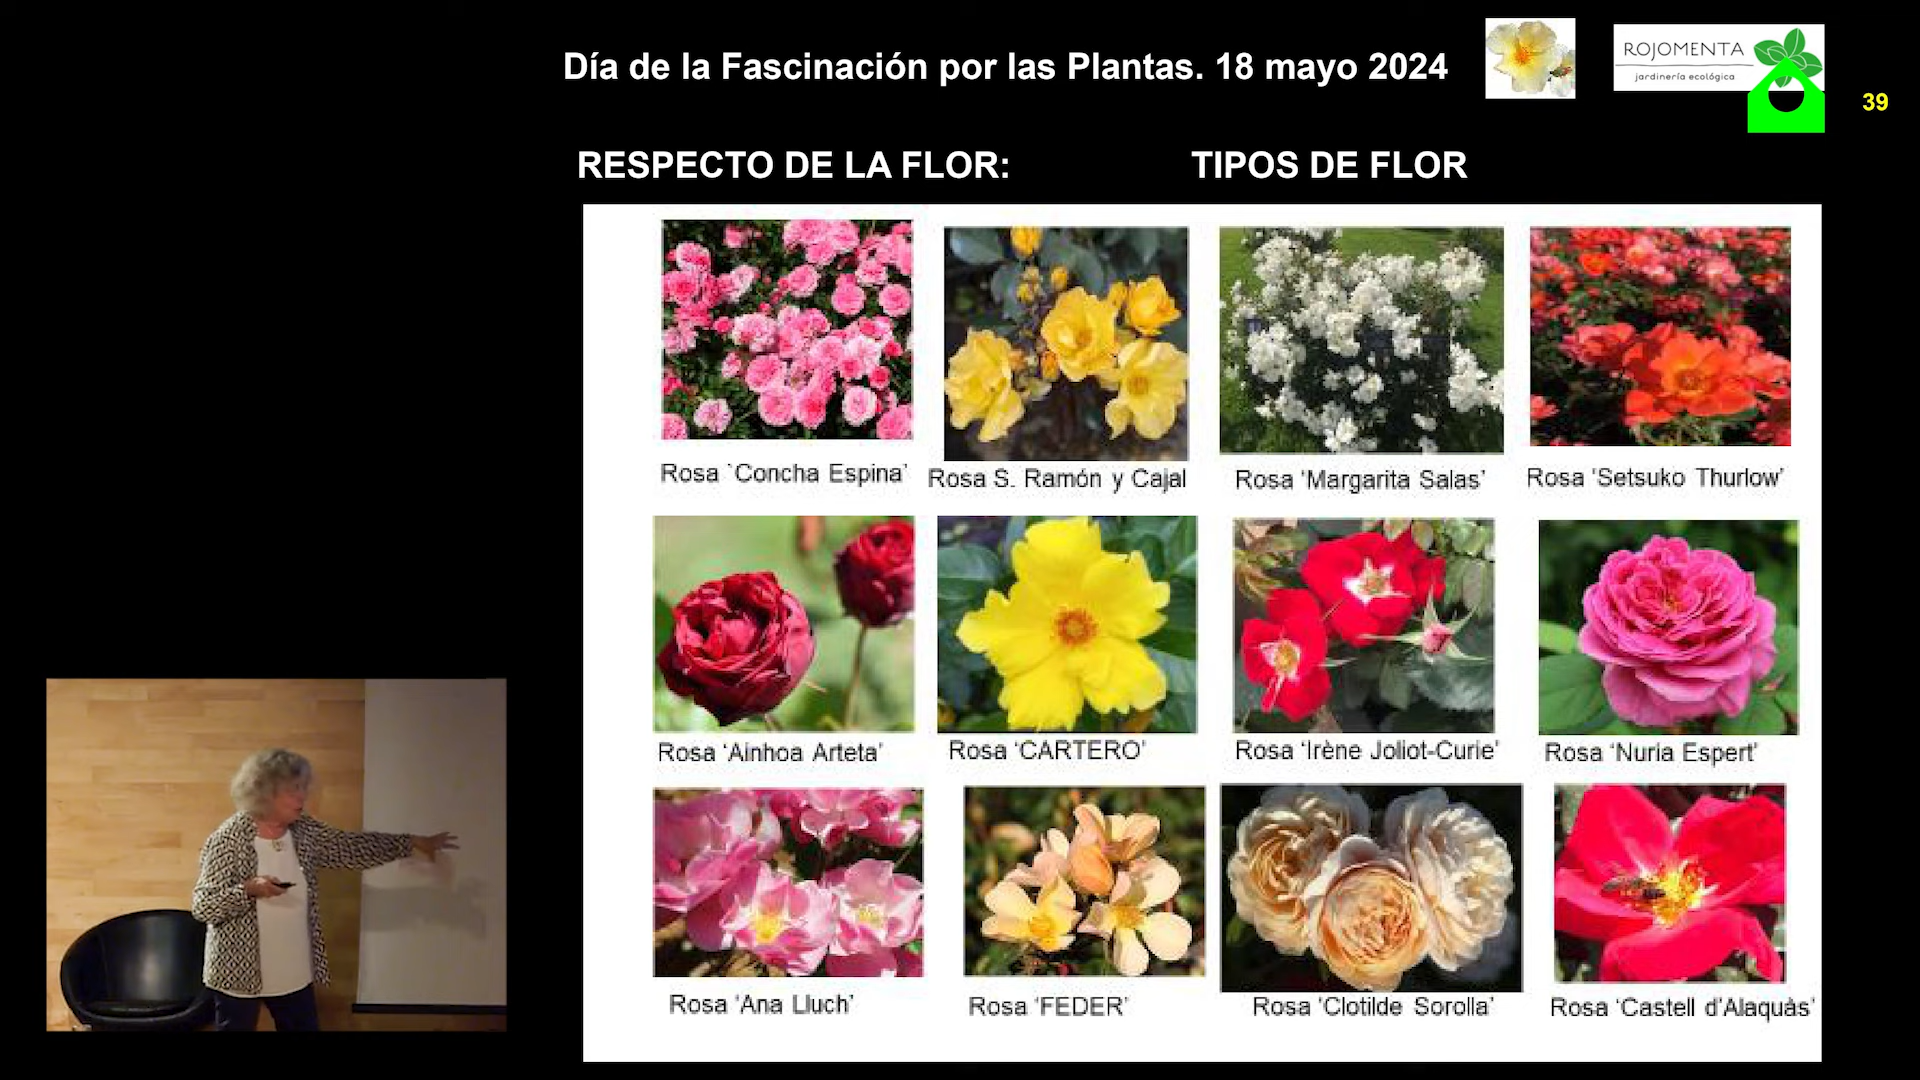 Día de la Fascinación por las Plantas. 18 mayo 2024
ROJOMENTA
jardinería ecológica
39
RESPECTO DE LA FLOR: TIPOS DE FLOR
Rosa `Concha Espina’ Rosa S. Ramón y Cajal Rosa ‘Margarita Salas’ Rosa ‘Setsuko Thurlow’
Rosa ‘Ainhoa Arteta’ Rosa ‘CARTERO’ Rosa ‘Irène Joliot-Curie’ Rosa ‘Nuria Espert’
Rosa ‘Ana Lluch’ Rosa ‘FEDER’ Rosa ‘Clotilde Sorolla’ Rosa ‘Castell d’Alaquàs’